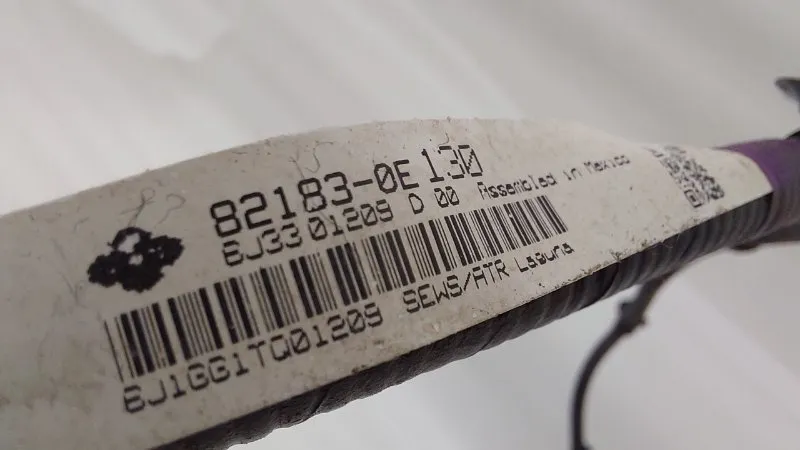 82183-0E130
6J33 01209 D 00 Assembled in Mexico
6J1GG1TQ01209 SEWS/ATR Laguna